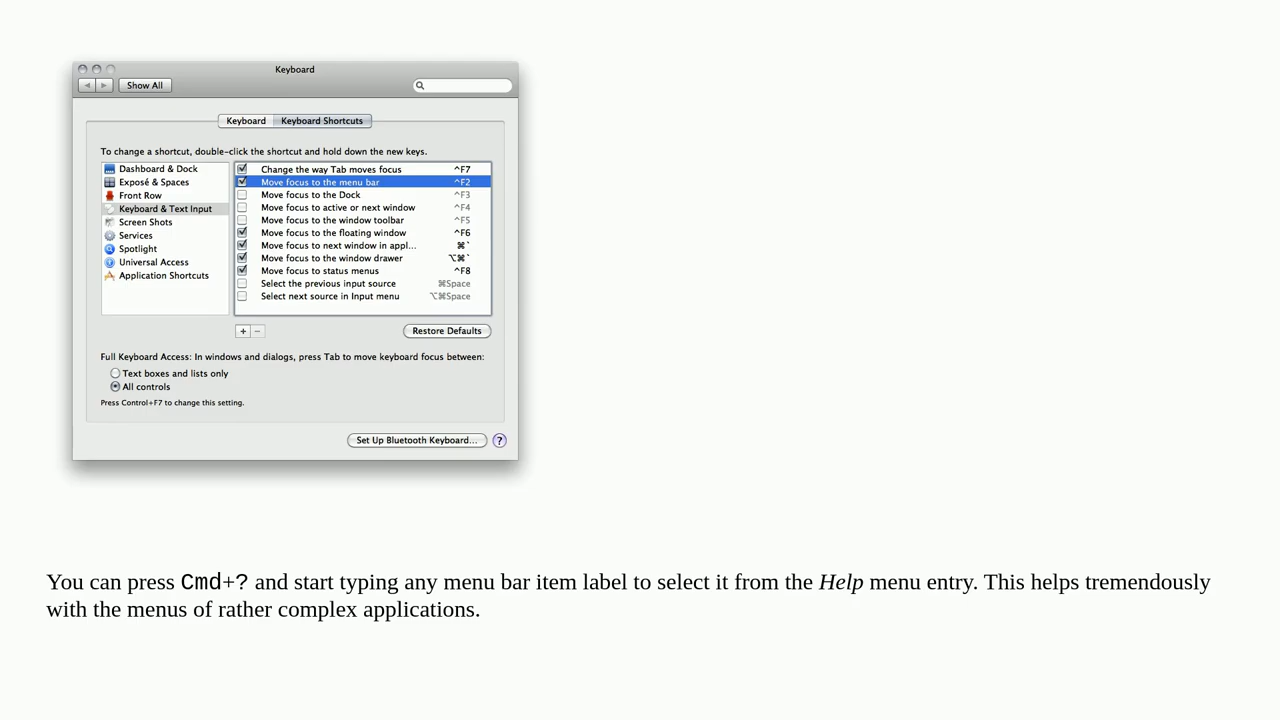 Keyboard
Show All
Keyboard Keyboard Shortcuts
To change a shortcut, double-click the shortcut and hold down the new keys.
Dashboard & Dock
Exposé & Spaces
Front Row
Keyboard & Text Input
Screen Shots
Services
Spotlight
Universal Access
Application Shortcuts
Change the way Tab moves focus ^F7
Move focus to the menu bar ^F2
Move focus to the Dock ^F3
Move focus to active or next window ^F4
Move focus to the window toolbar ^F5
Move focus to the floating window ^F6
Move focus to next window in appl... ⌘`
Move focus to the window drawer ⌥⌘`
Move focus to status menus ^F8
Select the previous input source ⌘Space
Select next source in Input menu ⌥⌘Space
+ −
Restore Defaults
Full Keyboard Access: In windows and dialogs, press Tab to move keyboard focus between:
Text boxes and lists only
All controls
Press Control+F7 to change this setting.
Set Up Bluetooth Keyboard... ?
You can press Cmd+? and start typing any menu bar item label to select it from the Help menu entry. This helps tremendously
with the menus of rather complex applications.